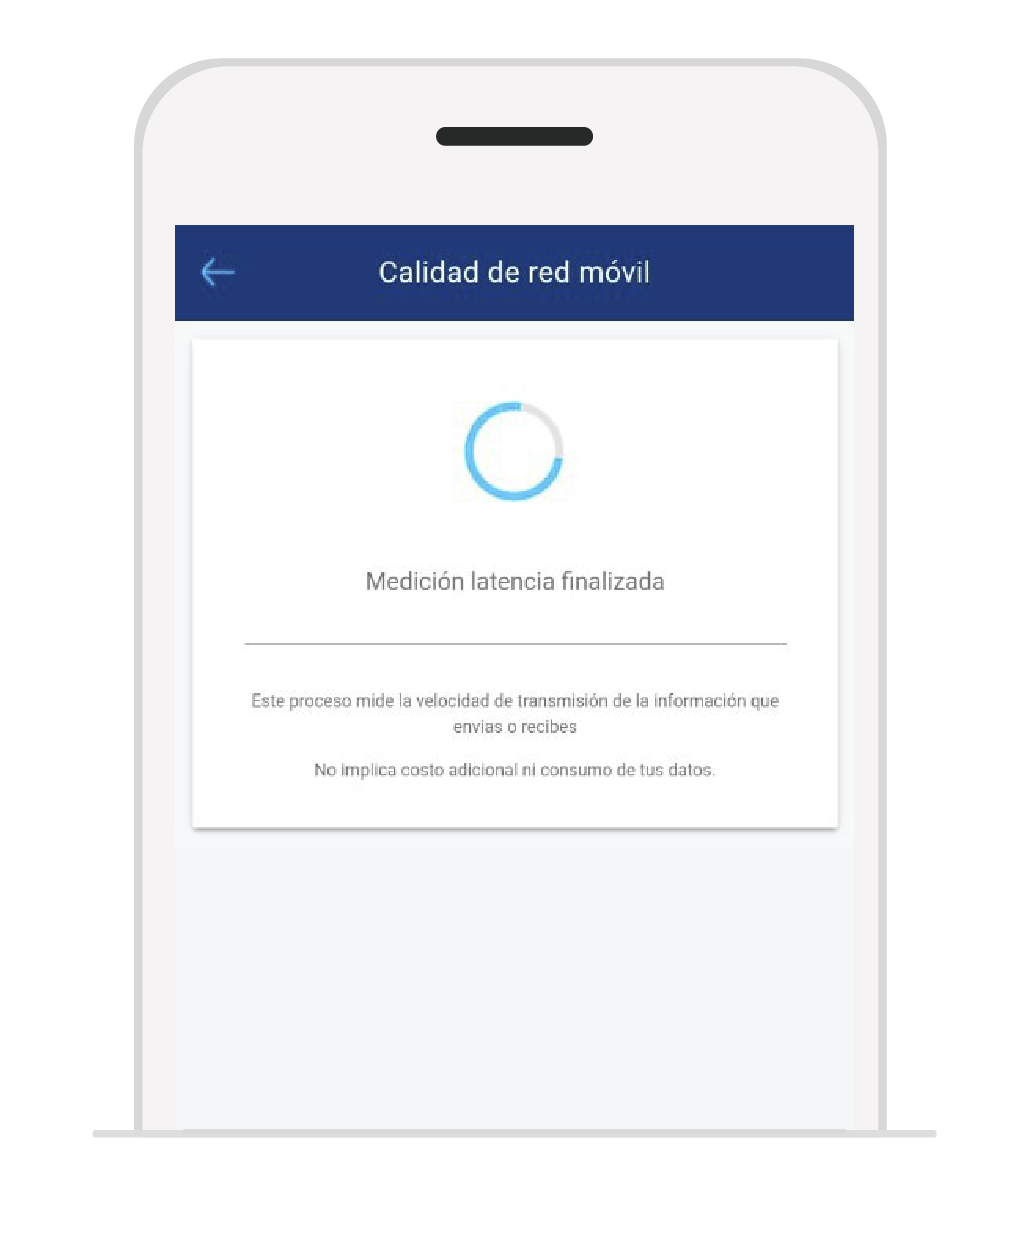 Calidad de red móvil
Medición latencia finalizada
Este proceso mide la velocidad de transmisión de la información que
envias o recibes
No implica costo adicional ni consumo de tus datos.